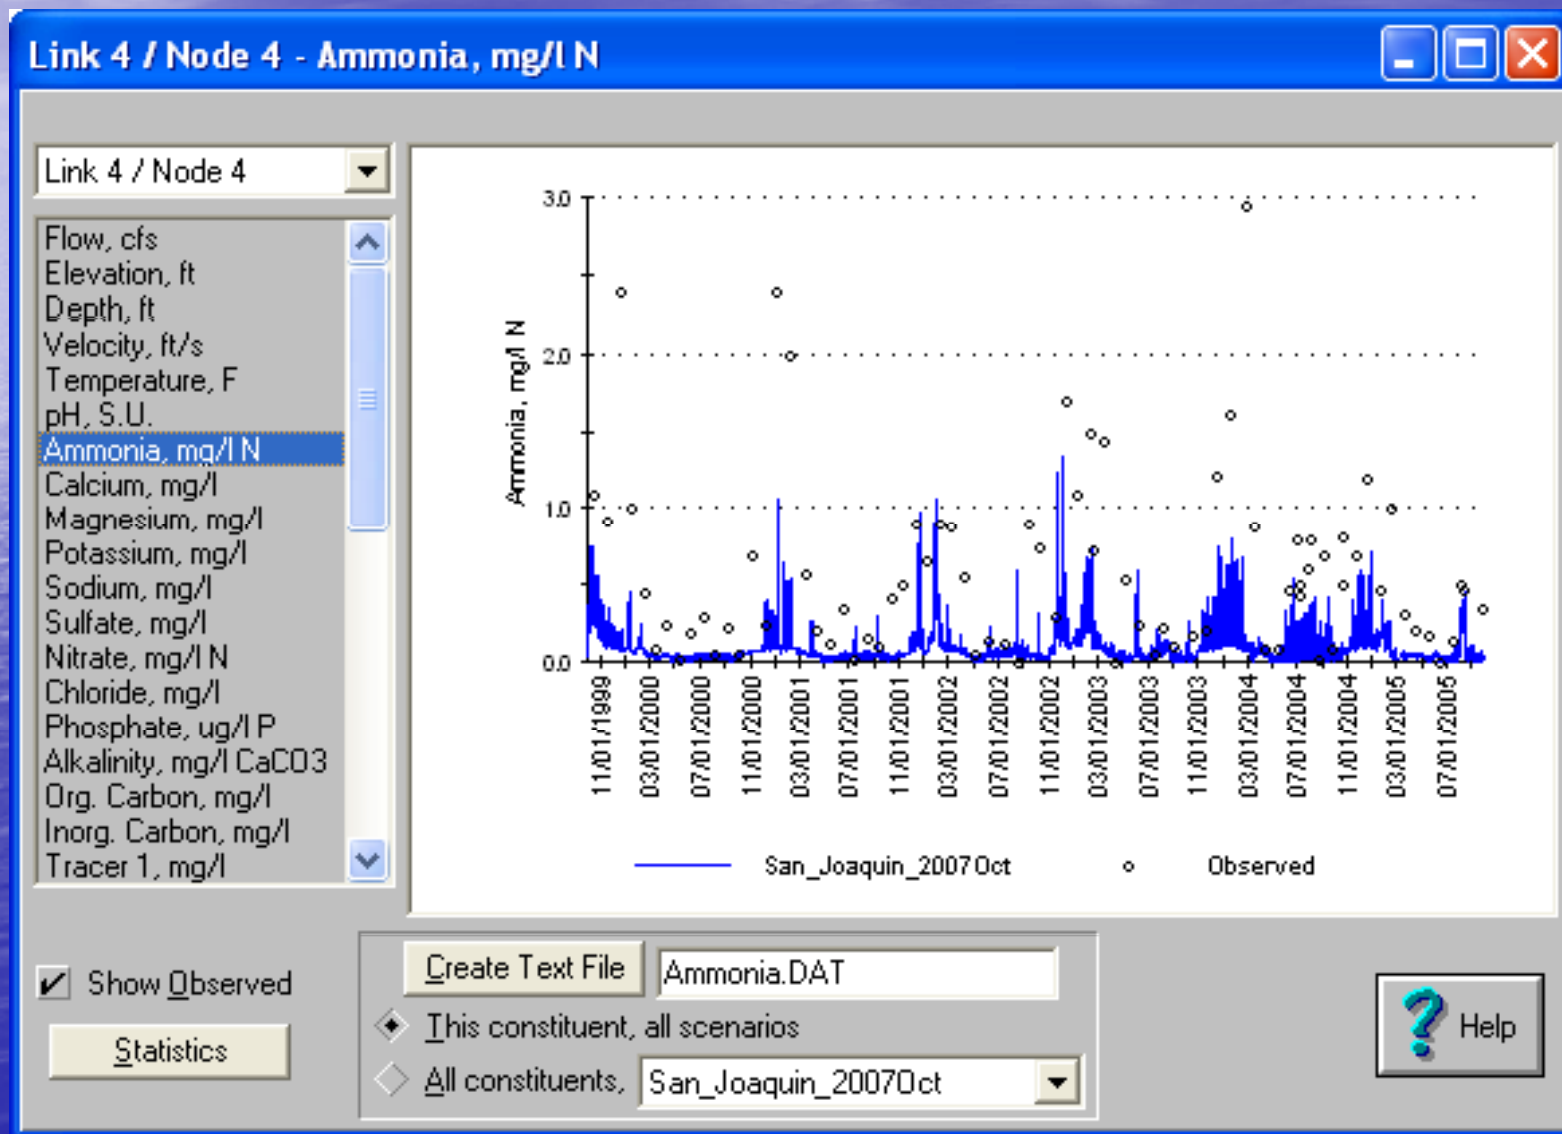 Link 4 / Node 4 - Ammonia, mg/l N
Link 4 / Node 4
Flow, cfs
Elevation, ft
Depth, ft
Velocity, ft/s
Temperature, F
pH, S.U.
Ammonia, mg/l N
Calcium, mg/l
Magnesium, mg/l
Potassium, mg/l
Sodium, mg/l
Sulfate, mg/l
Nitrate, mg/l N
Chloride, mg/l
Phosphate, ug/l P
Alkalinity, mg/l CaCO3
Org. Carbon, mg/l
Inorg. Carbon, mg/l
Tracer 1, mg/l
Ammonia, mg/l N
3.0
2.0
1.0
0.0
11/01/1999
03/01/2000
07/01/2000
11/01/2000
03/01/2001
07/01/2001
11/01/2001
03/01/2002
07/01/2002
11/01/2002
03/01/2003
07/01/2003
11/01/2003
03/01/2004
07/01/2004
11/01/2004
03/01/2005
07/01/2005
San_Joaquin_2007Oct
Observed
Show Observed
Statistics
Create Text File
Ammonia.DAT
This constituent, all scenarios
All constituents,
San_Joaquin_2007Oct
Help